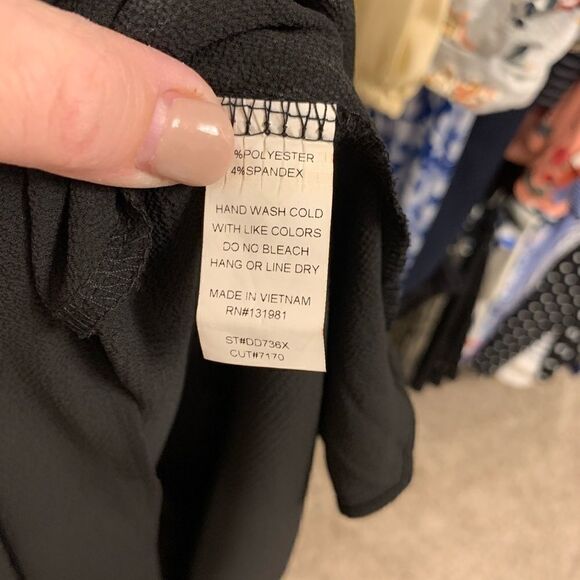 %POLYESTER
4%SPANDEX
HAND WASH COLD
WITH LIKE COLORS
DO NO BLEACH
HANG OR LINE DRY
MADE IN VIETNAM
RN#131981
ST#DD736X
CUT#7170